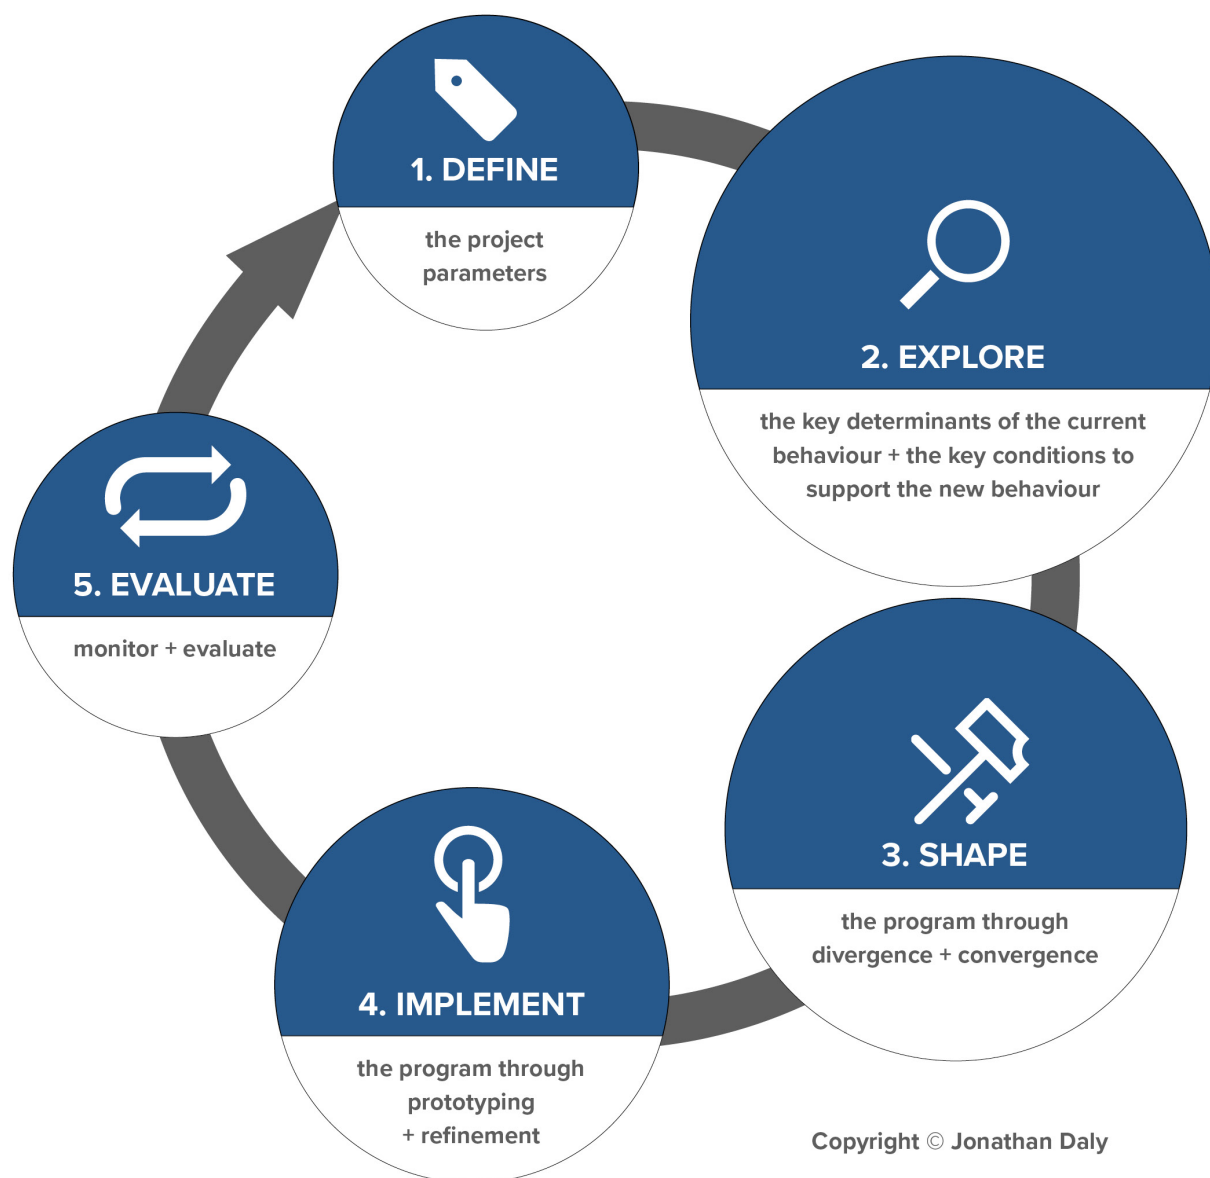 1. DEFINE
the project
parameters
2. EXPLORE
the key determinants of the current
behaviour + the key conditions to
support the new behaviour
3. SHAPE
the program through
divergence + convergence
4. IMPLEMENT
the program through
prototyping
+ refinement
5. EVALUATE
monitor + evaluate
Copyright © Jonathan Daly